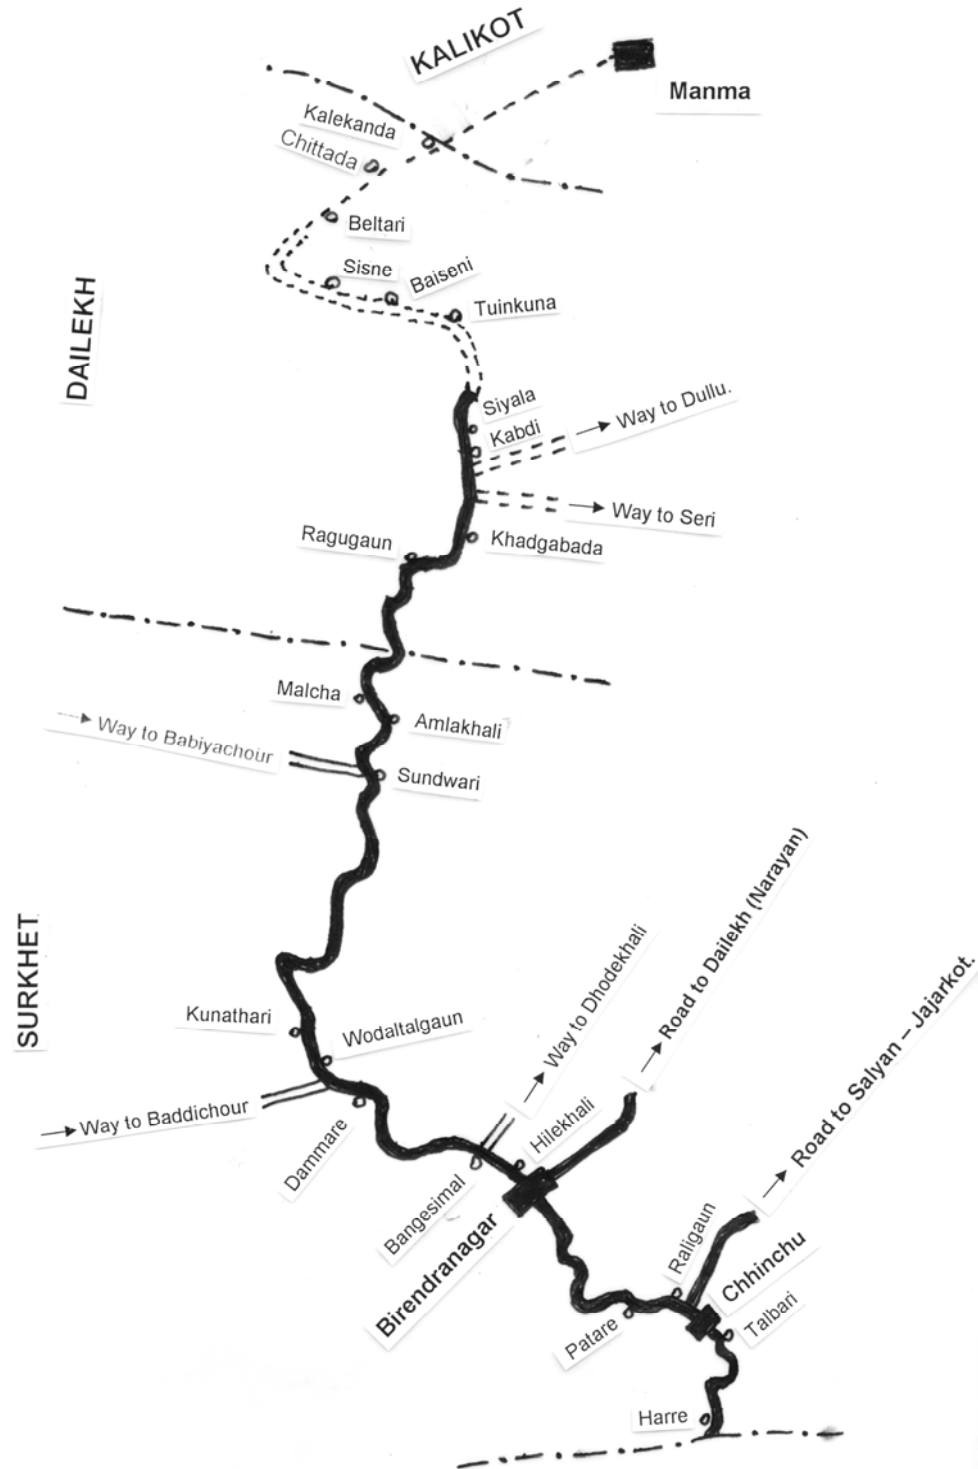 KALIKOT
Manma
Kalekanda
Chittada
Beltari
Sisne
Baiseni
Tuinkuna
DAILEKH
Siyala
Kabdi
Way to Dullu.
Way to Seri
Ragugaun
Khadgabada
Malcha
Amlakhali
Way to Babiyachour
Sundwari
SURKHET
Kunathari
Wodaltalgaun
Way to Baddichour
Dammare
Bangesimal
Way to Dhodekhali
Hilekhali
Road to Dailekh (Narayan)
Birendranagar
Road to Salyan – Jajarkot.
Raligaun
Chhinchu
Patare
Talbari
Harre